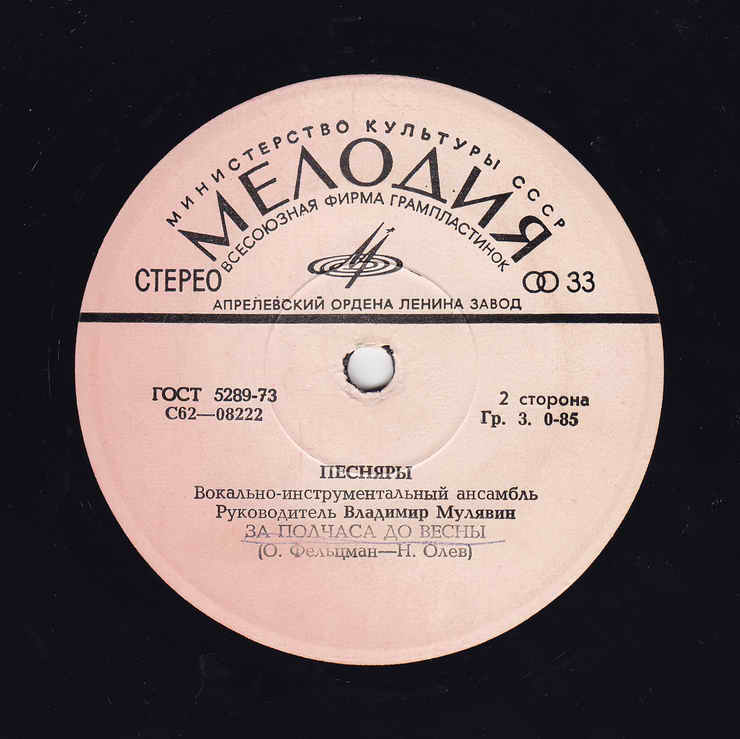 МИНИСТЕРСТВО КУЛЬТУРЫ СССР
МЕЛОДИЯ
ВСЕСОЮЗНАЯ ФИРМА ГРАМПЛАСТИНОК
СТЕРЕО
33
АПРЕЛЕВСКИЙ ОРДЕНА ЛЕНИНА ЗАВОД
ГОСТ 5289-73
С62—08222
2 сторона
Гр. 3. 0-85
ПЕСНЯРЫ
Вокально-инструментальный ансамбль
Руководитель Владимир Мулявин
ЗА ПОЛЧАСА ДО ВЕСНЫ
(О. Фельцман—Н. Олев)